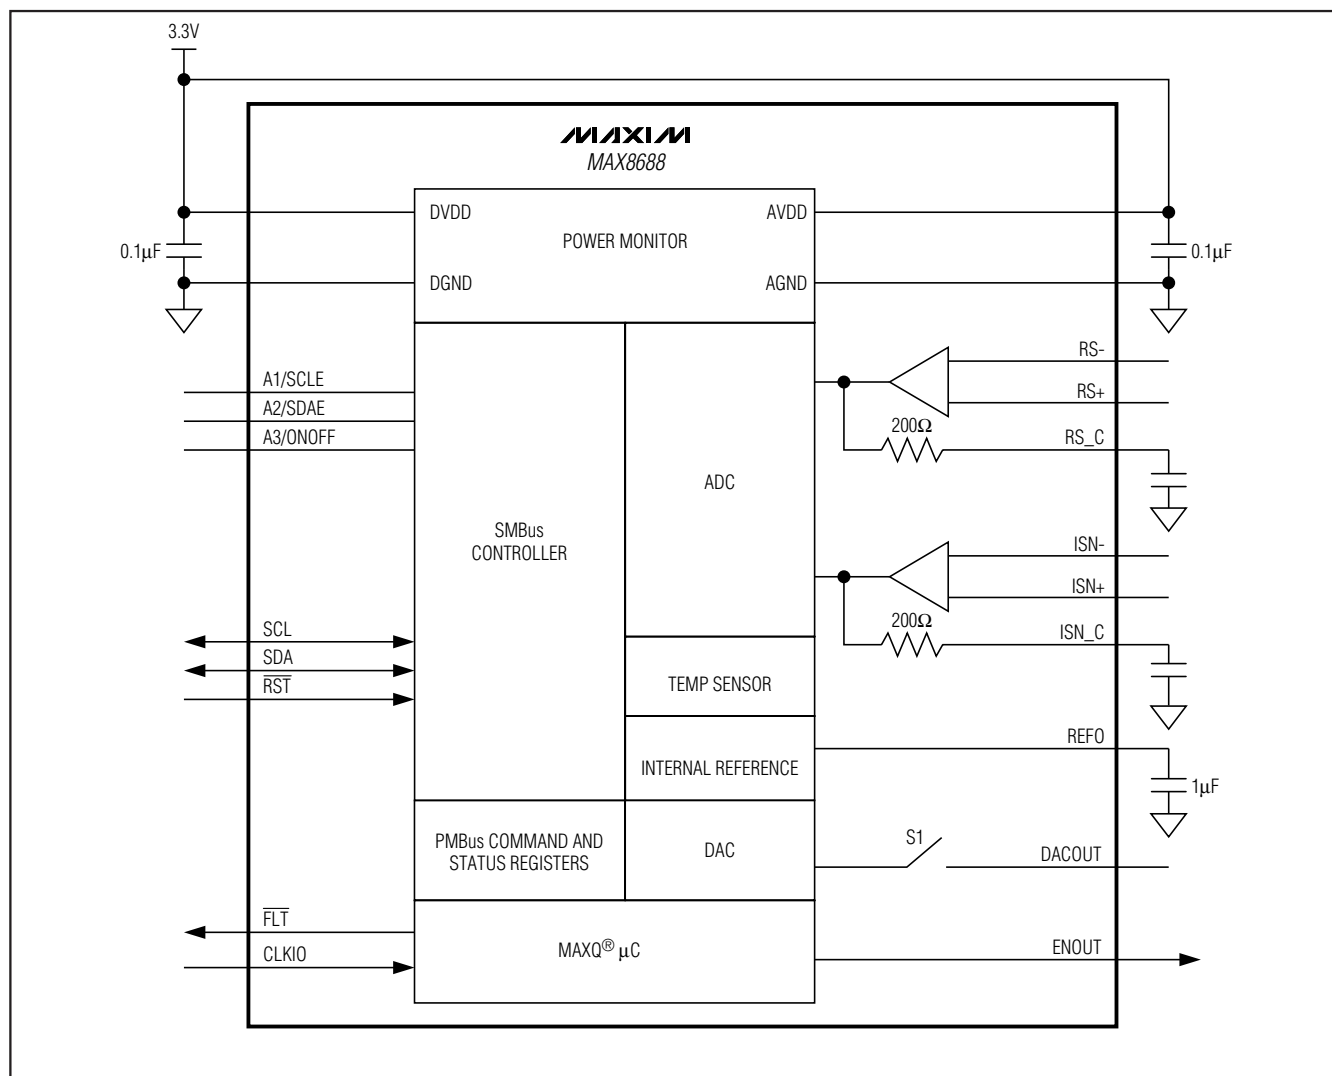 3.3V
MAXIM
MAX8688
DVDD
AVDD
POWER MONITOR
0.1µF
0.1µF
DGND
AGND
A1/SCLE
A2/SDAE
A3/ONOFF
RS-
RS+
200Ω
RS_C
ADC
SMBus
CONTROLLER
ISN-
ISN+
200Ω
ISN_C
SCL
SDA
RST
TEMP SENSOR
REFO
INTERNAL REFERENCE
1µF
PMBus COMMAND AND
STATUS REGISTERS
DAC
S1
DACOUT
FLT
CLKIO
MAXQ® µC
ENOUT